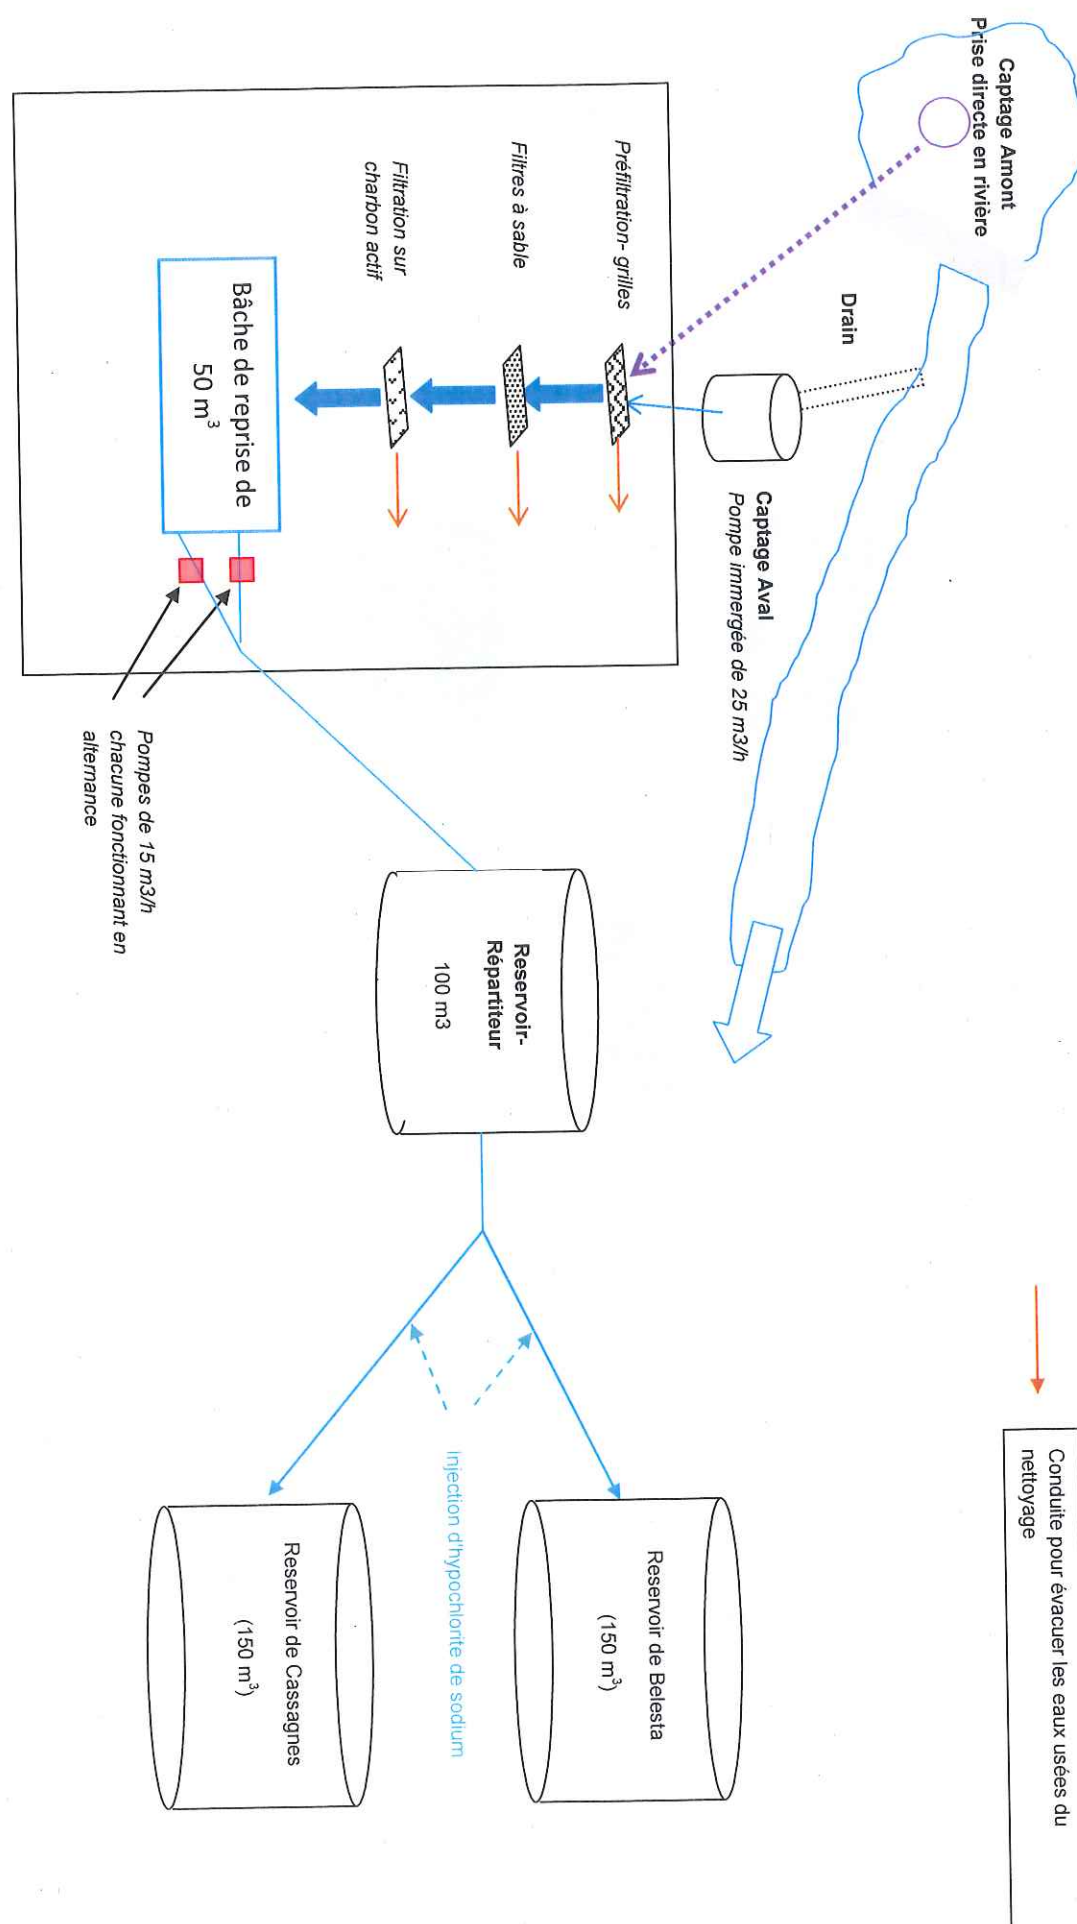 Captage Amont
Prise directe en rivière
Drain
Captage Aval
Pompe immergée de 25 m3/h
Préfiltration- grilles
Filtres à sable
Filtration sur
charbon actif
Bâche de reprise de
50 m³
Pompes de 15 m3/h
chacune fonctionnant en
alternance
Reservoir-
Répartiteur
100 m3
Injection d'hypochlorite de sodium
Reservoir de Belesta
(150 m³)
Reservoir de Cassagnes
(150 m³)
Conduite pour évacuer les eaux usées du
nettoyage